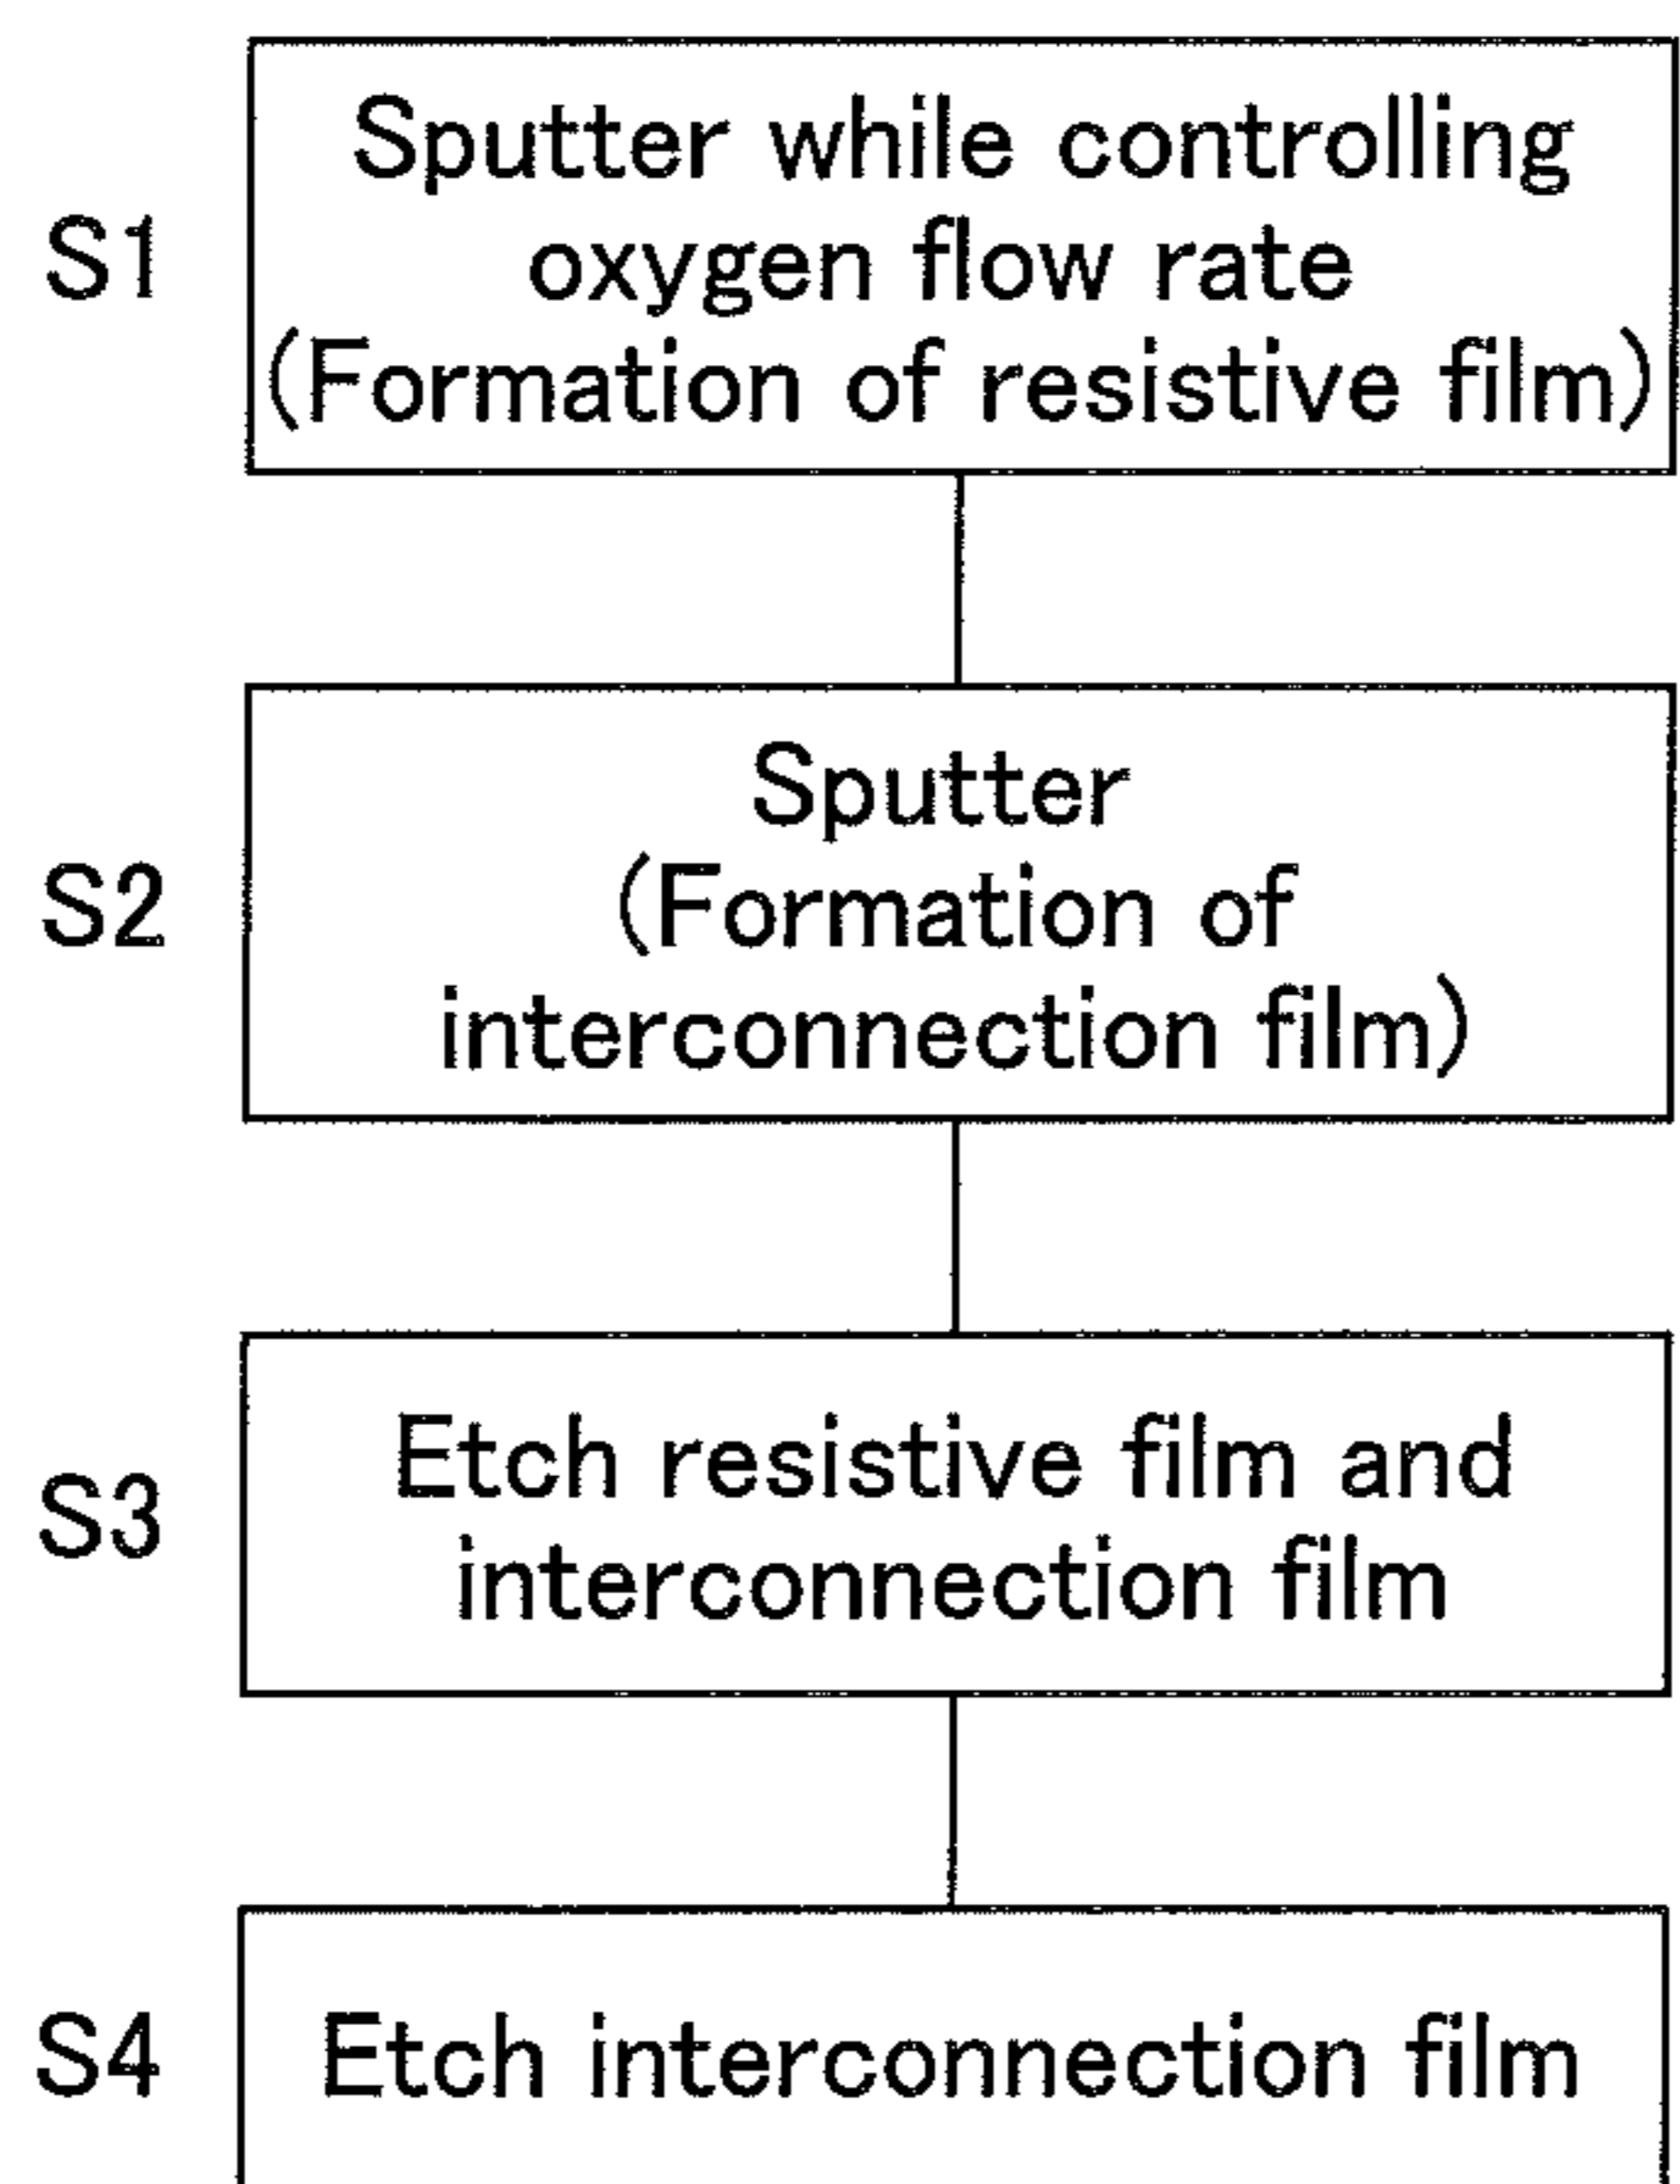 S1
Sputter while controlling
oxygen flow rate
(Formation of resistive film)
S2
Sputter
(Formation of
interconnection film)
S3
Etch resistive film and
interconnection film
S4
Etch interconnection film